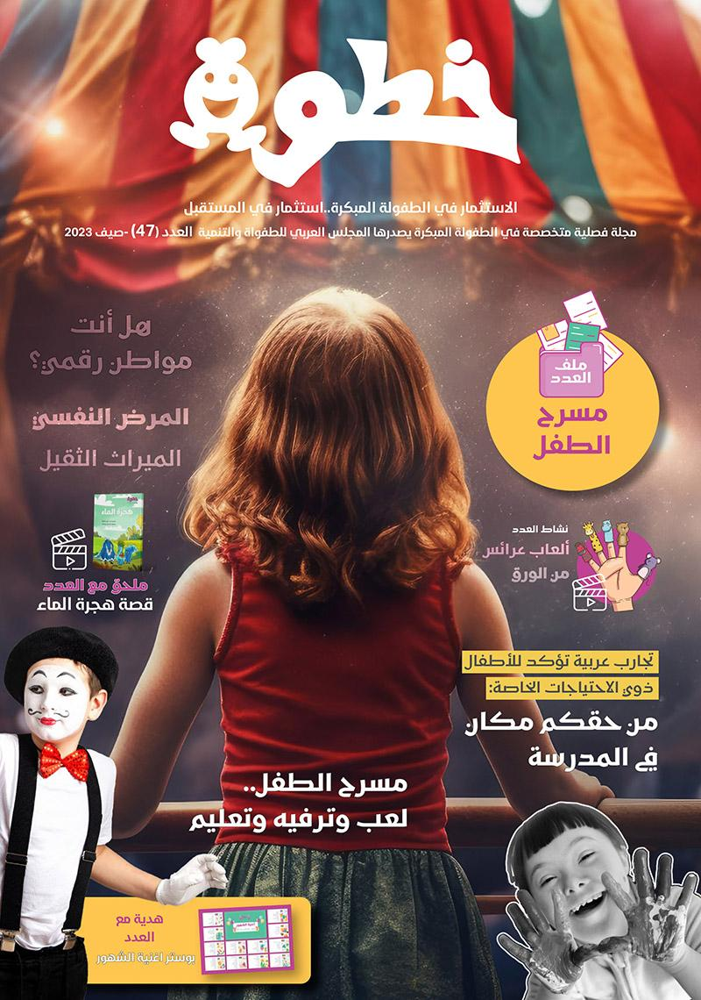 خطوة
الاستثمار في الطفولة المبكرة..استثمار في المستقبل
مجلة فصلية متخصصة في الطفولة المبكرة يصدرها المجلس العربي للطفولة والتنمية العدد (47) -صيف 2023
ملف
العدد
مسرح
الطفل
هل أنت
مواطن رقمي؟
المرض النفسي
الميراث الثقيل
هجرة الماء
ملحق مع العدد
قصة هجرة الماء
نشاط العدد
ألعاب عرائس
من الورق
تجارب عربية تؤكد للأطفال
ذوي الاحتياجات الخاصة:
من حقكم مكان
في المدرسة
مسرح الطفل..
لعب وترفيه وتعليم
هدية مع
العدد
بوستر اغنية الشهور